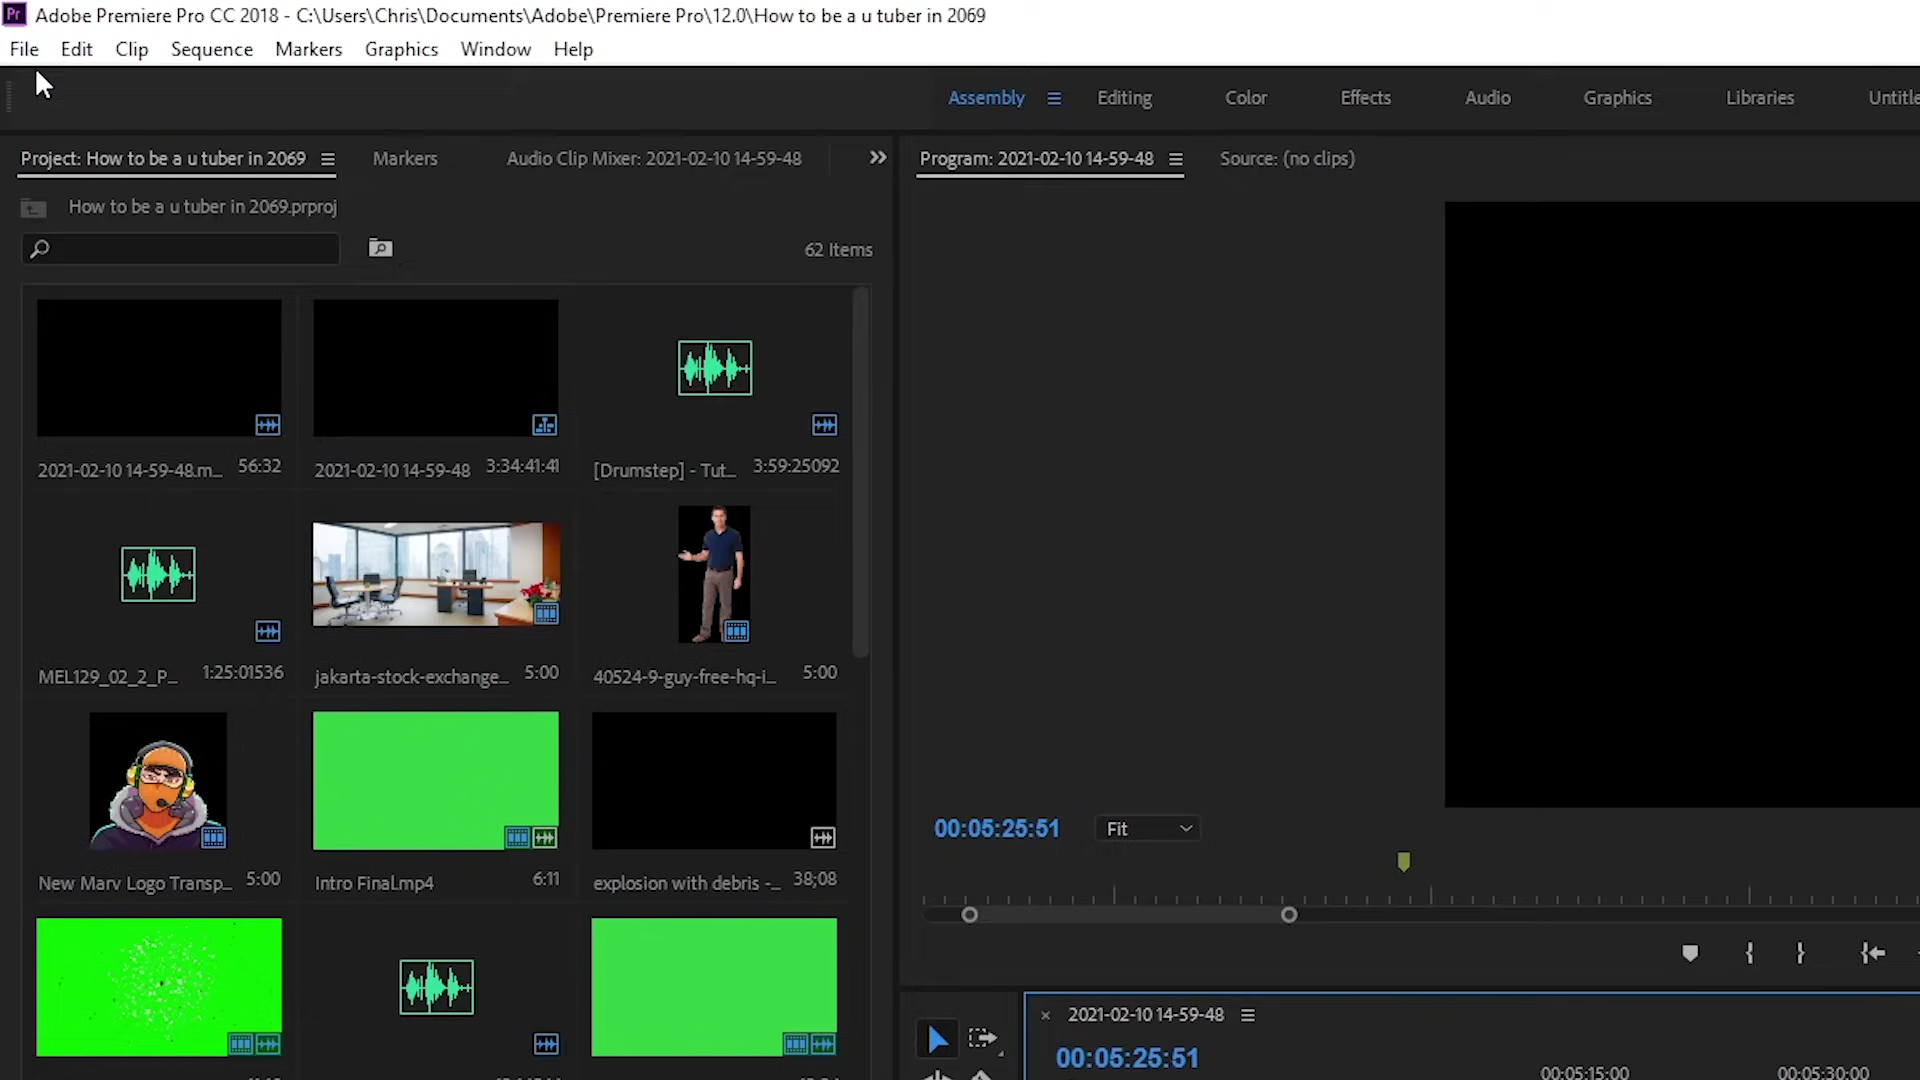 Pr Adobe Premiere Pro CC 2018 - C:\Users\Chris\Documents\Adobe\Premiere Pro\12.0\How to be a u tuber in 2069
File Edit Clip Sequence Markers Graphics Window Help
Assembly Editing Color Effects Audio Graphics Libraries Untitle
Project: How to be a u tuber in 2069 Markers Audio Clip Mixer: 2021-02-10 14-59-48
Program: 2021-02-10 14-59-48 Source: (no clips)
How to be a u tuber in 2069.prproj
62 Items
2021-02-10 14-59-48.m... 56:32
2021-02-10 14-59-48 3:34:41:41
[Drumstep] - Tut... 3:59:25092
MEL129_02_2_P... 1:25:01536
jakarta-stock-exchange... 5:00
40524-9-guy-free-hq-i... 5:00
New Marv Logo Transp... 5:00
Intro Final.mp4 6:11
explosion with debris -... 38;08
00:05:25:51 Fit
2021-02-10 14-59-48
00:05:25:51
00:05:15:00 00:05:30:00